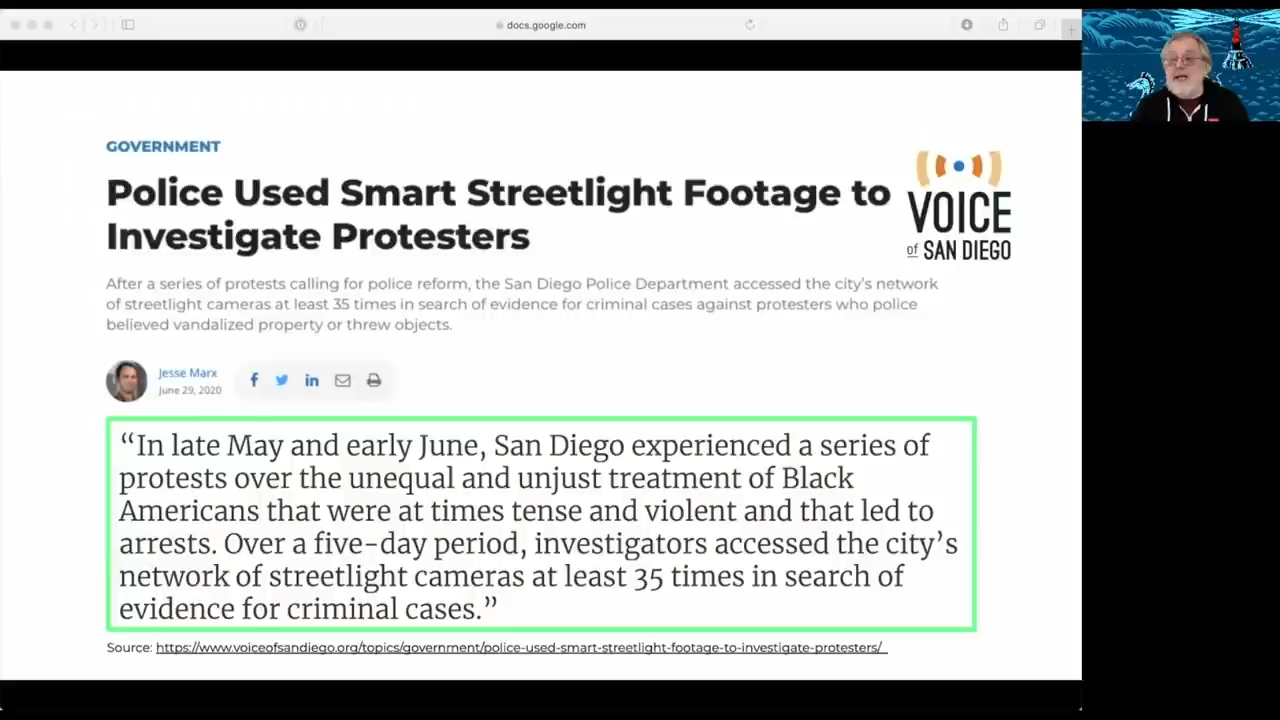 docs.google.com
GOVERNMENT
Police Used Smart Streetlight Footage to
Investigate Protesters
VOICE
of SAN DIEGO
After a series of protests calling for police reform, the San Diego Police Department accessed the city's network
of streetlight cameras at least 35 times in search of evidence for criminal cases against protesters who police
believed vandalized property or threw objects.
Jesse Marx
June 29, 2020
“In late May and early June, San Diego experienced a series of
protests over the unequal and unjust treatment of Black
Americans that were at times tense and violent and that led to
arrests. Over a five-day period, investigators accessed the city’s
network of streetlight cameras at least 35 times in search of
evidence for criminal cases.”
Source: https://www.voiceofsandiego.org/topics/government/police-used-smart-streetlight-footage-to-investigate-protesters/